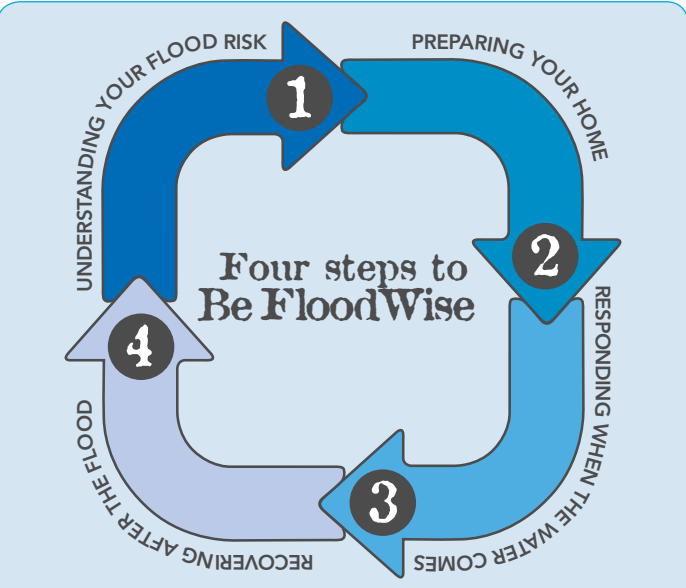 UNDERSTANDING YOUR FLOOD RISK
1
PREPARING YOUR HOME
2
Four steps to
Be FloodWise
RESPONDING WHEN THE WATER COMES
3
RECOVERING AFTER THE FLOOD
4